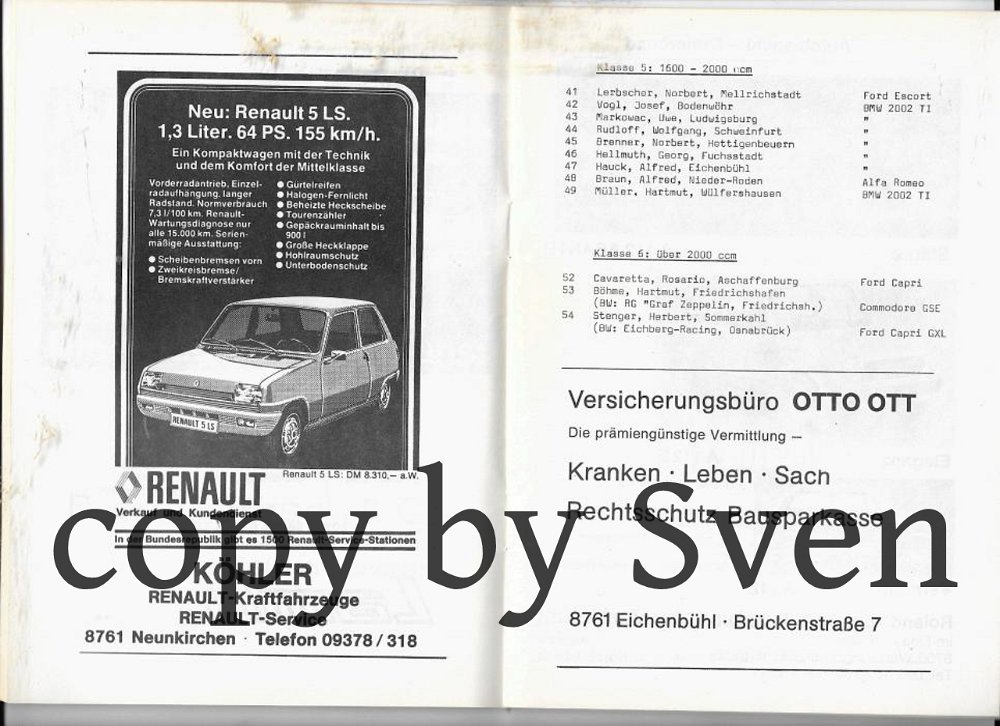 Neu: Renault 5 LS.
1,3 Liter. 64 PS. 155 km/h.
Ein Kompaktwagen mit der Technik
und dem Komfort der Mittelklasse
Vorderradantrieb, Einzel-
radaufhängung, langer
Radstand. Normverbrauch
7,3 l/100 km. Renault-
Wartungsdiagnose nur
alle 15.000 km. Serien-
mäßige Ausstattung:
● Scheibenbremsen vorn
● Zweikreisbremse/
Bremskraftverstärker
● Gürtelreifen
● Halogen-Fernlicht
● Beheizte Heckscheibe
● Tourenzähler
● Gepäckrauminhalt bis
900 l
● Große Heckklappe
● Hohlraumschutz
● Unterbodenschutz
RENAULT 5 LS
Renault 5 LS: DM 8.310,– a.W.
RENAULT
Verkauf und Kundendienst
In der Bundesrepublik gibt es 1500 Renault-Service-Stationen
KÖHLER
RENAULT-Kraftfahrzeuge
RENAULT-Service
8761 Neunkirchen · Telefon 09378/318
Klasse 5: 1600 - 2000 ccm
41 Lerbscher, Norbert, Mellrichstadt Ford Escort
42 Vogl, Josef, Bodenwöhr BMW 2002 TI
43 Markowac, Uwe, Ludwigsburg "
44 Rudloff, Wolfgang, Schweinfurt "
45 Brenner, Norbert, Hettigenbeuern "
46 Hellmuth, Georg, Fuchsstadt "
47 Hauck, Alfred, Eichenbühl "
48 Braun, Alfred, Nieder-Roden Alfa Romeo
49 Müller, Hartmut, Wülfershausen BMW 2002 TI
Klasse 6: über 2000 ccm
52 Cavaretta, Rosario, Aschaffenburg Ford Capri
53 Böhme, Hartmut, Friedrichshafen
(BW: RG "Graf Zeppelin, Friedrichsh.) Commodore GSE
54 Stenger, Herbert, Sommerkahl
(BW: Eichberg-Racing, Osnabrück) Ford Capri GXL
Versicherungsbüro OTTO OTT
Die prämiengünstige Vermittlung –
Kranken · Leben · Sach
Rechtsschutz Bausparkasse
8761 Eichenbühl · Brückenstraße 7
copy by Sven